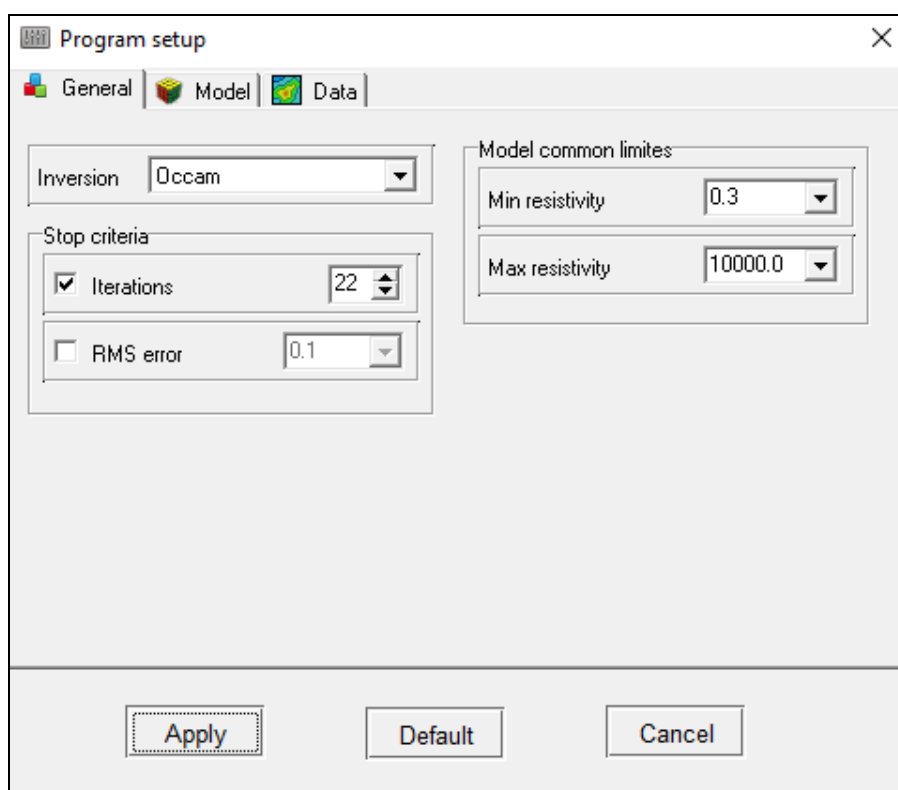 Program setup
General Model Data
Inversion Occam
Stop criteria
Iterations 22
RMS error 0.1
Model common limites
Min resistivity 0.3
Max resistivity 10000.0
Apply Default Cancel